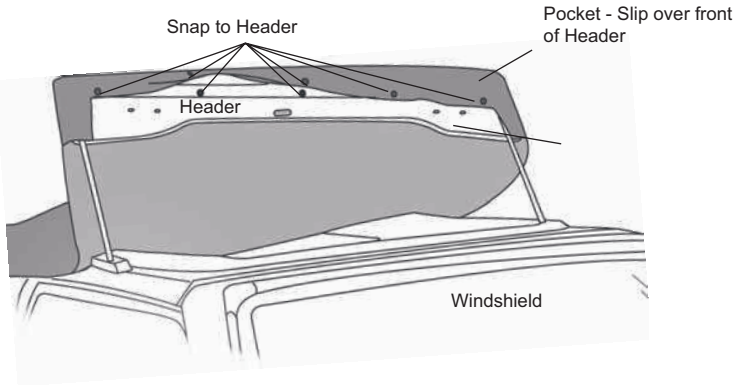 Snap to Header
Pocket - Slip over front
of Header
Header
Windshield